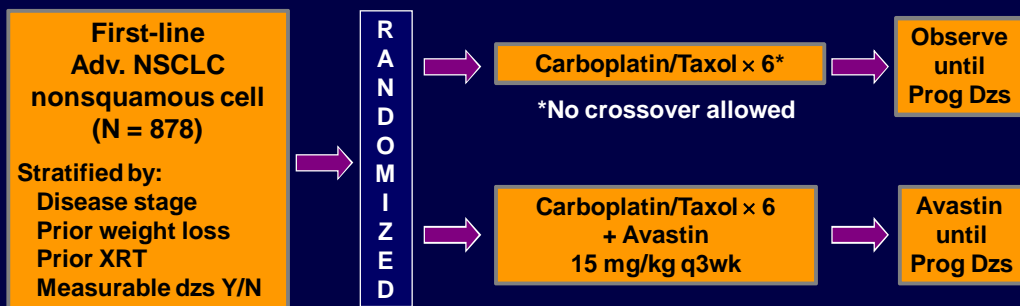 First-line
Adv. NSCLC
nonsquamous cell
(N = 878)
Stratified by:
Disease stage
Prior weight loss
Prior XRT
Measurable dzs Y/N
R
A
N
D
O
M
I
Z
E
D
Carboplatin/Taxol × 6*
*No crossover allowed
Observe
until
Prog Dzs
Carboplatin/Taxol × 6
+ Avastin
15 mg/kg q3wk
Avastin
until
Prog Dzs